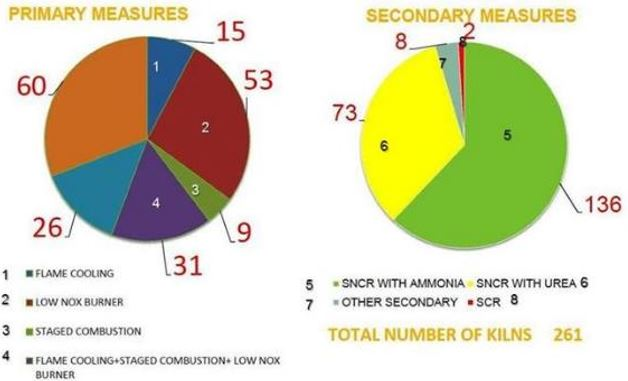 PRIMARY MEASURES
15
60
53
1
2
3
4
26
9
31
1 FLAME COOLING
2 LOW NOX BURNER
3 STAGED COMBUSTION
4 FLAME COOLING+STAGED COMBUSTION+ LOW NOX
BURNER
SECONDARY MEASURES
8
2
8
7
73
5
6
136
5 SNCR WITH AMMONIA SNCR WITH UREA 6
7 OTHER SECONDARY SCR 8
TOTAL NUMBER OF KILNS 261